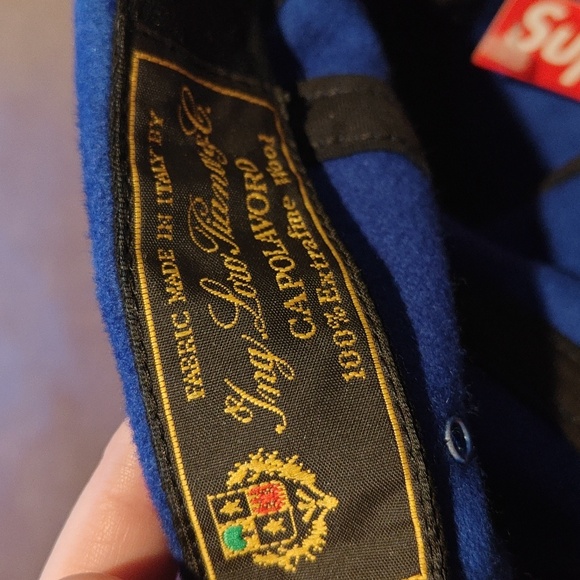 FABRIC MADE IN ITALY BY
Ing. Loro Piana & C.
CAPOLAVORO
100% Extrafine Wool
Sup